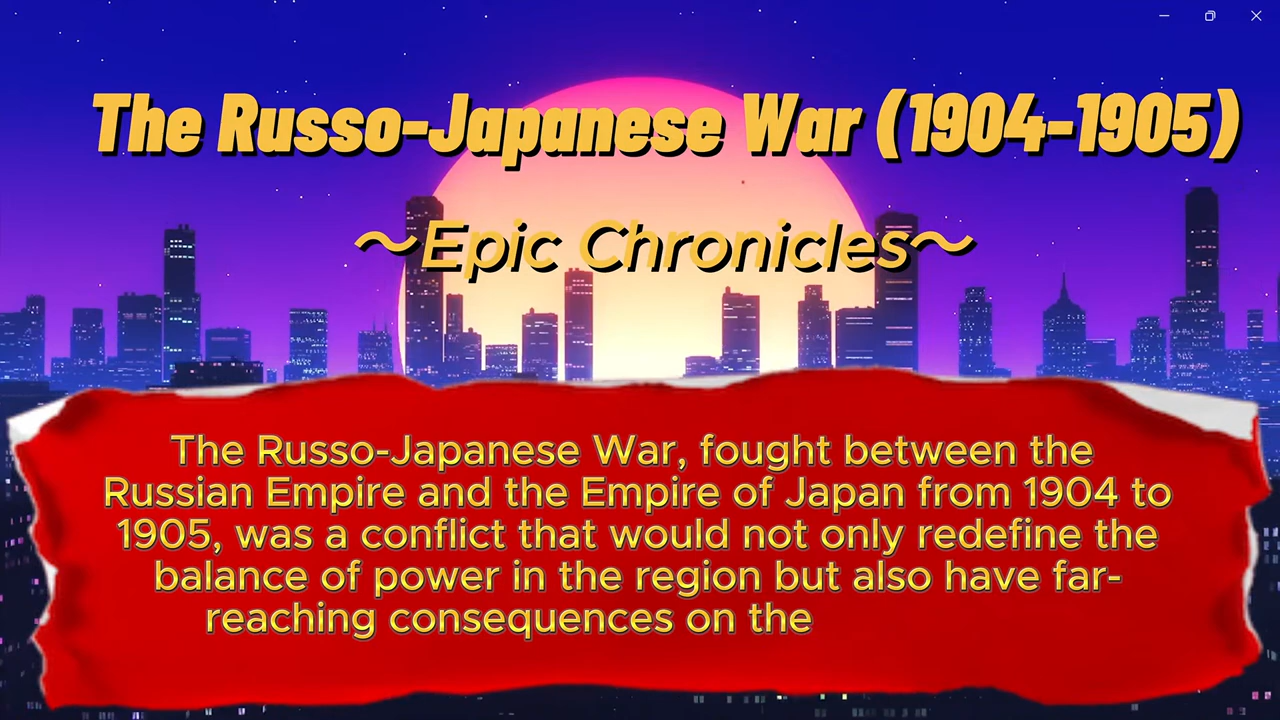 The Russo-Japanese War (1904-1905)
～Epic Chronicles～
The Russo-Japanese War, fought between the
Russian Empire and the Empire of Japan from 1904 to
1905, was a conflict that would not only redefine the
balance of power in the region but also have far-
reaching consequences on the